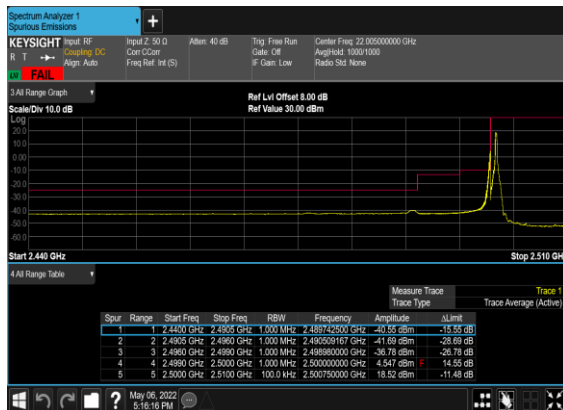 Spectrum Analyzer 1
Spurious Emissions
KEYSIGHT Input: RF Input Z: 50 Ω Atten: 40 dB Trig: Free Run Center Freq: 22.005000000 GHz
R T Coupling: DC Corr CCorr Gate: Off Avg|Hold: 1000/1000
Align: Auto Freq Ref: Int (S) IF Gain: Low Radio Std: None
FAIL
3 All Range Graph
Ref Lvl Offset 8.00 dB
Scale/Div 10.0 dB Ref Value 30.00 dBm
Log
20.0
10.0
0.00
-10.0
-20.0
-30.0
-40.0
-50.0
-60.0
Start 2.440 GHz Stop 2.510 GH
4 All Range Table
Measure Trace Trace 1
Trace Type Trace Average (Active)
Spur Range Start Freq Stop Freq RBW Frequency Amplitude ΔLimit
1 1 2.4400 GHz 2.4905 GHz 1.000 MHz 2.489742500 GHz -40.55 dBm -15.55 dB
2 2 2.4905 GHz 2.4960 GHz 1.000 MHz 2.490509167 GHz -41.69 dBm -28.69 dB
3 3 2.4960 GHz 2.4990 GHz 1.000 MHz 2.498980000 GHz -36.78 dBm -26.78 dB
4 4 2.4990 GHz 2.5000 GHz 1.000 MHz 2.500000000 GHz 4.547 dBm F 14.55 dB
5 5 2.5000 GHz 2.5100 GHz 100.0 kHz 2.500750000 GHz 18.52 dBm -11.48 dB
May 06, 2022
5:16:16 PM